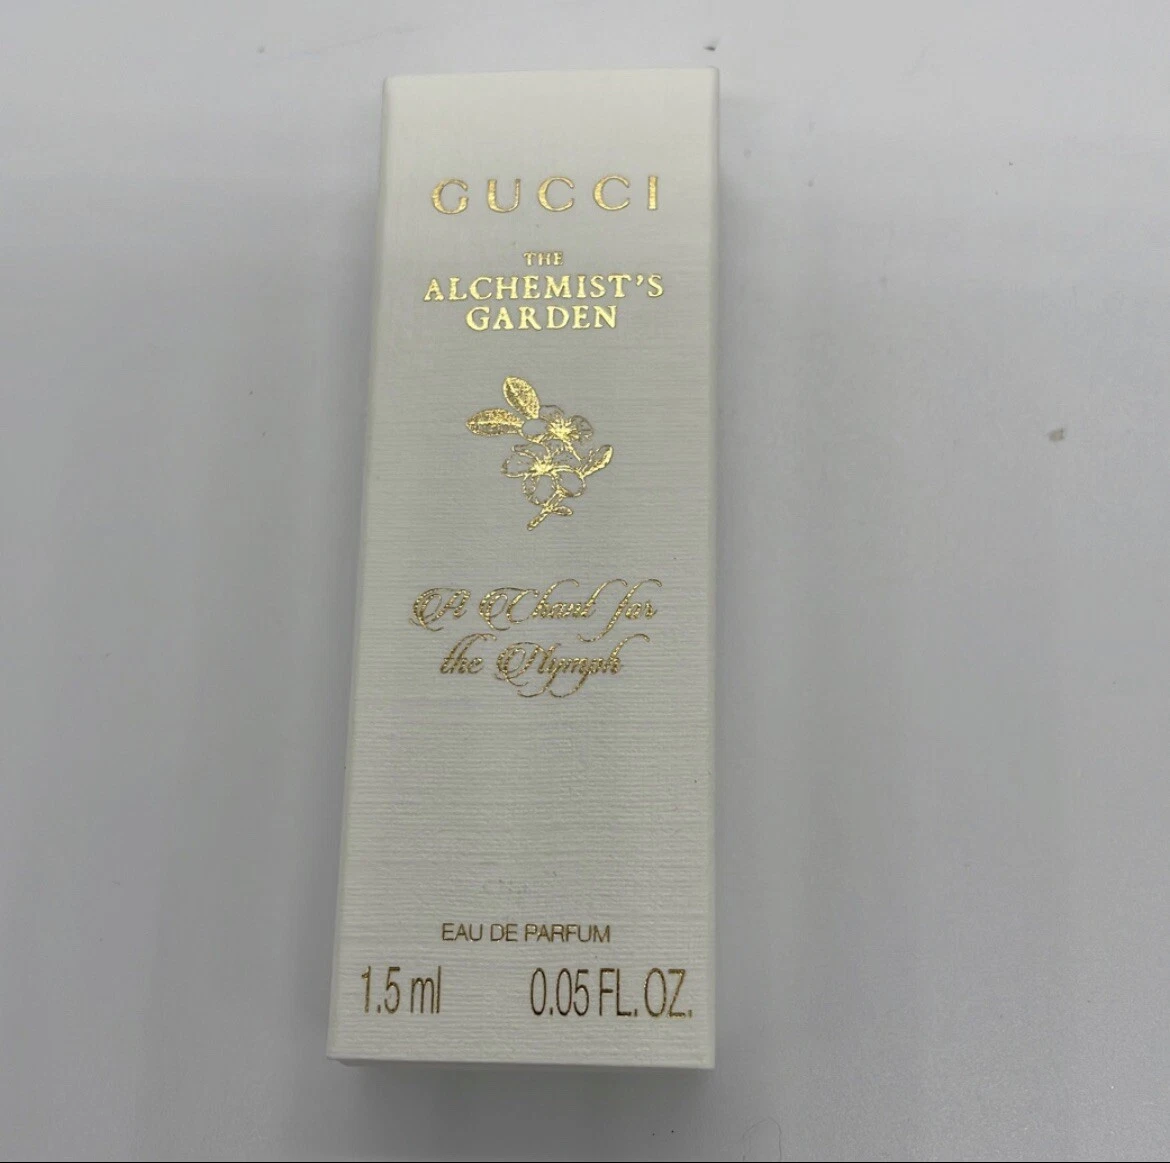 GUCCI
THE
ALCHEMIST'S
GARDEN
A Chant for
the Nymph
EAU DE PARFUM
1.5 ml 0.05 FL. OZ.